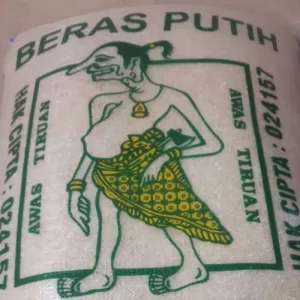 BERAS PUTIH
HAK CIPTA : 024157
AWAS TIRUAN
AWAS TIRUAN
HAK CIPTA : 024157